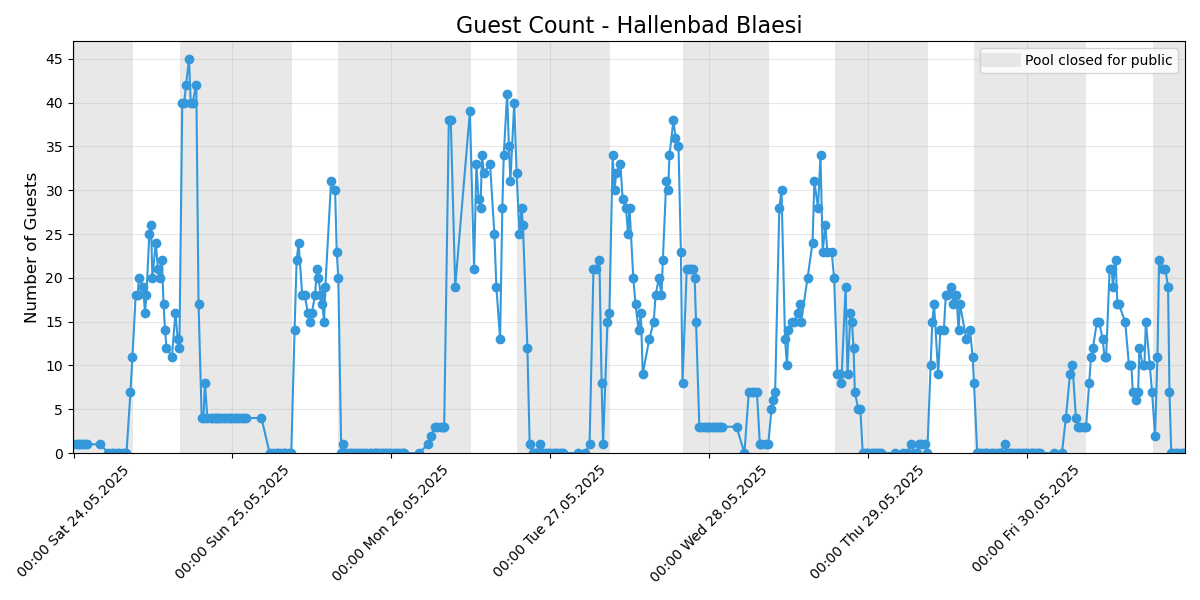 Guest Count - Hallenbad Blaesi
Pool closed for public
Number of Guests
45
40
35
30
25
20
15
10
5
0
00:00 Sat 24.05.2025
00:00 Sun 25.05.2025
00:00 Mon 26.05.2025
00:00 Tue 27.05.2025
00:00 Wed 28.05.2025
00:00 Thu 29.05.2025
00:00 Fri 30.05.2025